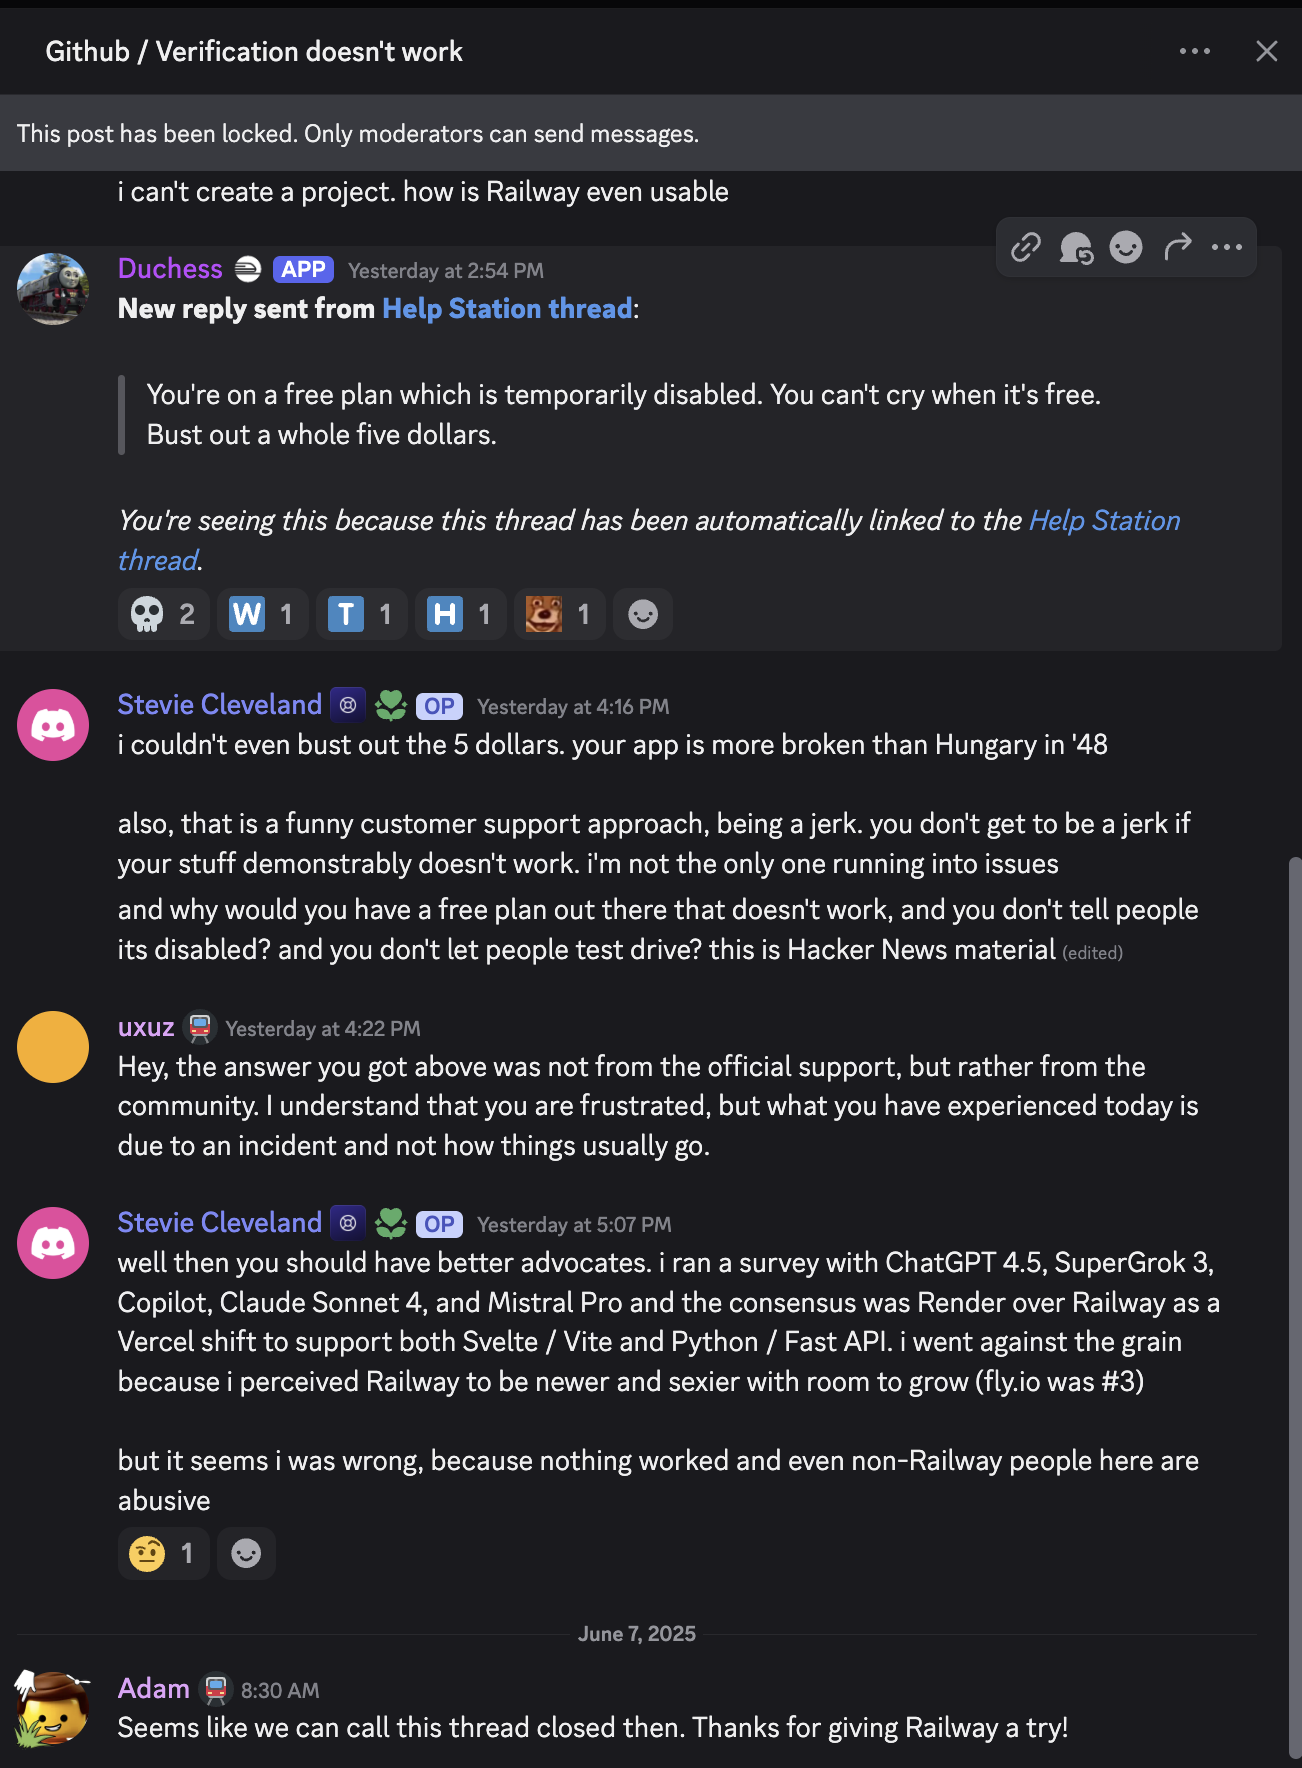 Github / Verification doesn't work
This post has been locked. Only moderators can send messages.
i can't create a project. how is Railway even usable
Duchess APP Yesterday at 2:54 PM
New reply sent from Help Station thread:
You're on a free plan which is temporarily disabled. You can't cry when it's free.
Bust out a whole five dollars.
You're seeing this because this thread has been automatically linked to the Help Station
thread.
2 W 1 T 1 H 1 1
Stevie Cleveland OP Yesterday at 4:16 PM
i couldn't even bust out the 5 dollars. your app is more broken than Hungary in '48
also, that is a funny customer support approach, being a jerk. you don't get to be a jerk if
your stuff demonstrably doesn't work. i'm not the only one running into issues
and why would you have a free plan out there that doesn't work, and you don't tell people
its disabled? and you don't let people test drive? this is Hacker News material (edited)
uxuz Yesterday at 4:22 PM
Hey, the answer you got above was not from the official support, but rather from the
community. I understand that you are frustrated, but what you have experienced today is
due to an incident and not how things usually go.
Stevie Cleveland OP Yesterday at 5:07 PM
well then you should have better advocates. i ran a survey with ChatGPT 4.5, SuperGrok 3,
Copilot, Claude Sonnet 4, and Mistral Pro and the consensus was Render over Railway as a
Vercel shift to support both Svelte / Vite and Python / Fast API. i went against the grain
because i perceived Railway to be newer and sexier with room to grow (fly.io was #3)
but it seems i was wrong, because nothing worked and even non-Railway people here are
abusive
1
June 7, 2025
Adam 8:30 AM
Seems like we can call this thread closed then. Thanks for giving Railway a try!